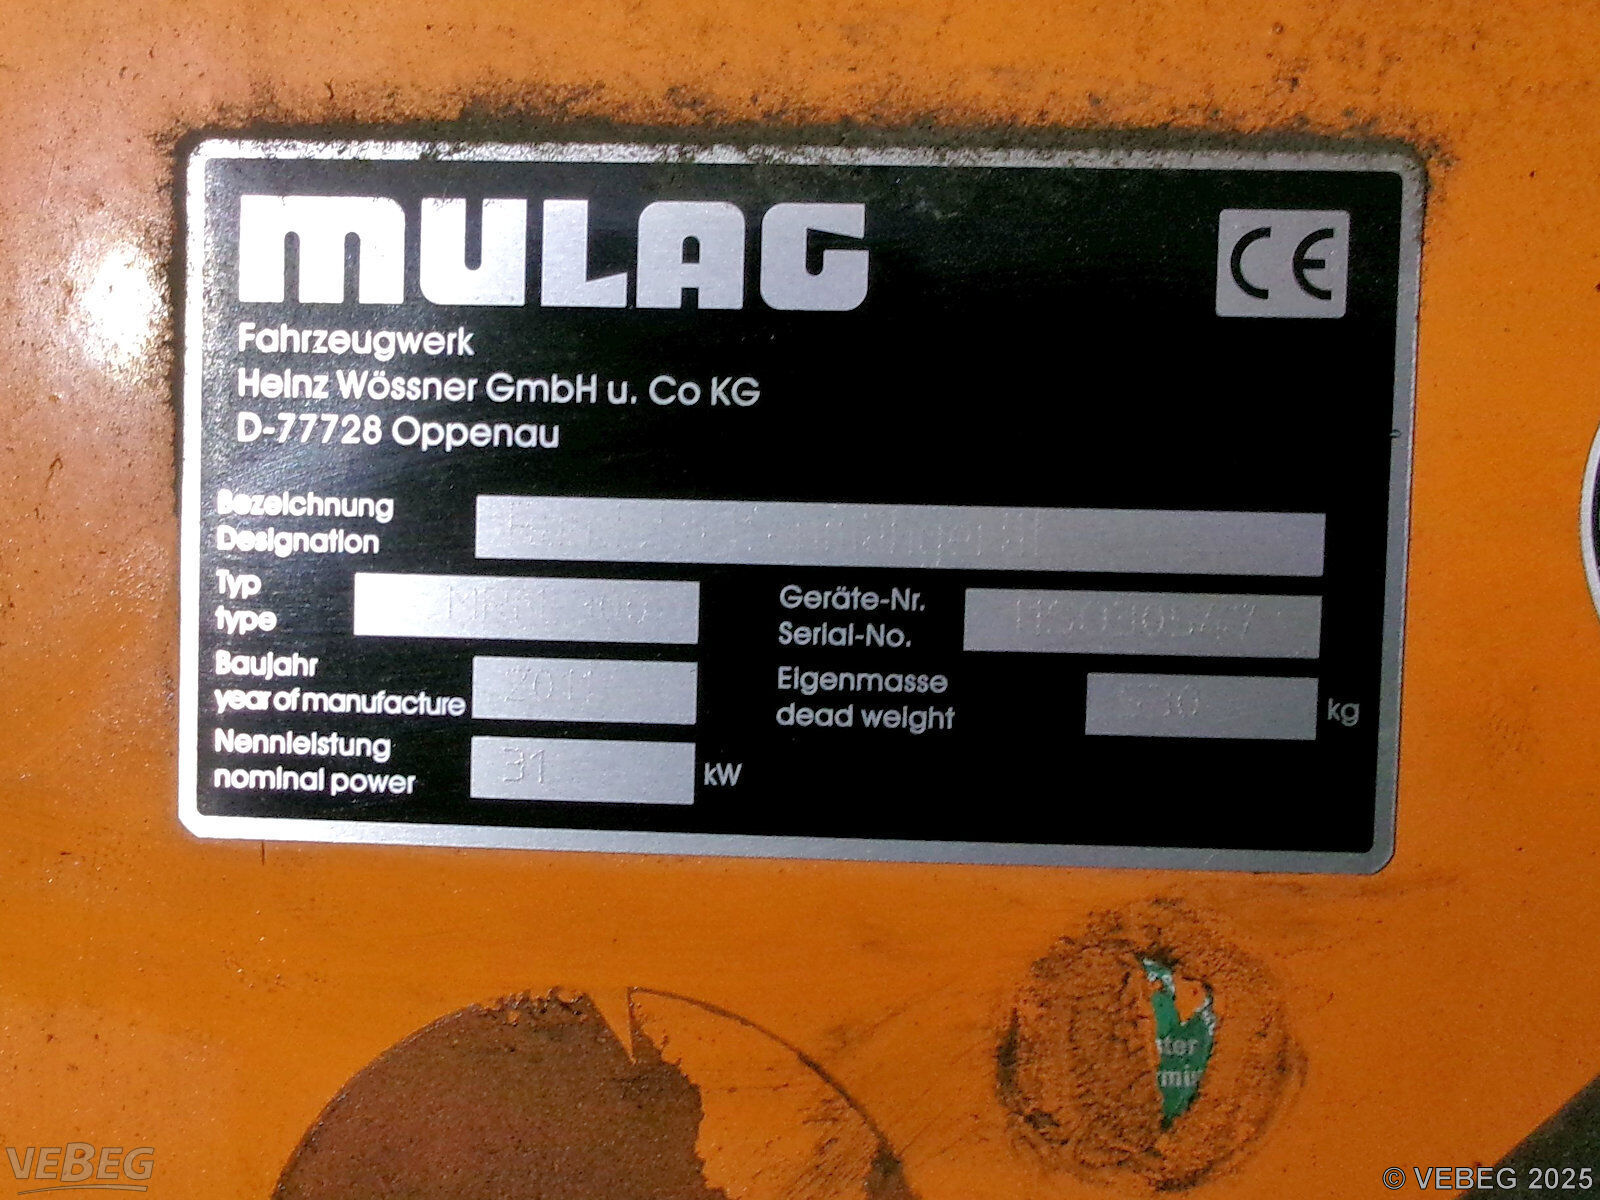 MULAG
CE
Fahrzeugwerk
Heinz Wössner GmbH u. Co KG
D-77728 Oppenau
Bezeichnung
Designation
Typ
type
Geräte-Nr.
Serial-No.
Baujahr
year of manufacture
2011
Eigenmasse
dead weight
kg
Nennleistung
nominal power
31
kW
VEBEG
© VEBEG 2025